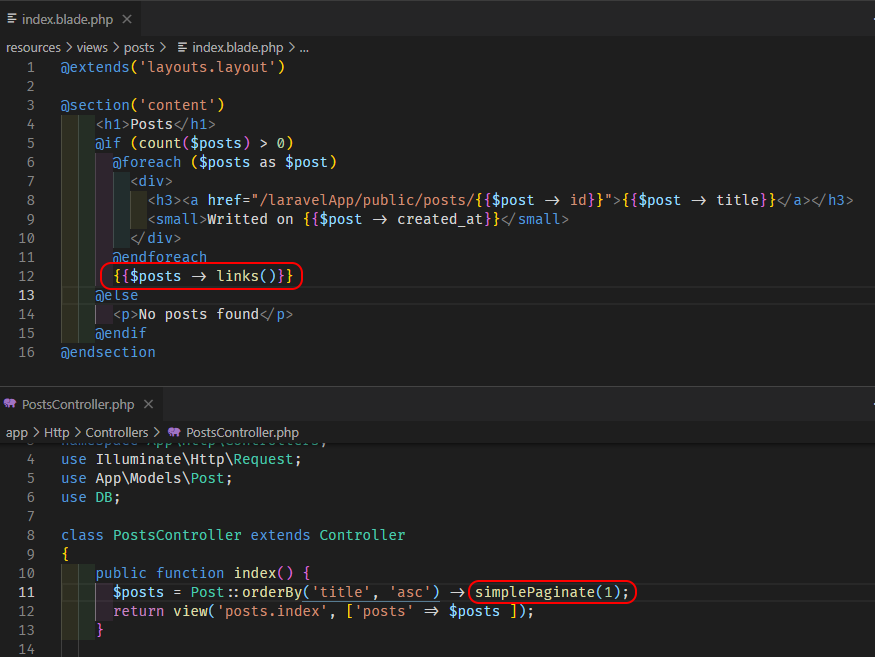 index.blade.php
resources > views > posts > index.blade.php > ...
1 @extends('layouts.layout')
2
3 @section('content')
4 <h1>Posts</h1>
5 @if (count($posts) > 0)
6 @foreach ($posts as $post)
7 <div>
8 <h3><a href="/laravelApp/public/posts/{{$post -> id}}">{{$post -> title}}</a></h3>
9 <small>Writted on {{$post -> created_at}}</small>
10 </div>
11 @endforeach
12 {{$posts -> links()}}
13 @else
14 <p>No posts found</p>
15 @endif
16 @endsection
PostsController.php
app > Http > Controllers > PostsController.php
namespace App\Http\Controllers;
4 use Illuminate\Http\Request;
5 use App\Models\Post;
6 use DB;
7
8 class PostsController extends Controller
9 {
10 public function index() {
11 $posts = Post::orderBy('title', 'asc') -> simplePaginate(1);
12 return view('posts.index', ['posts' => $posts ]);
13 }
14